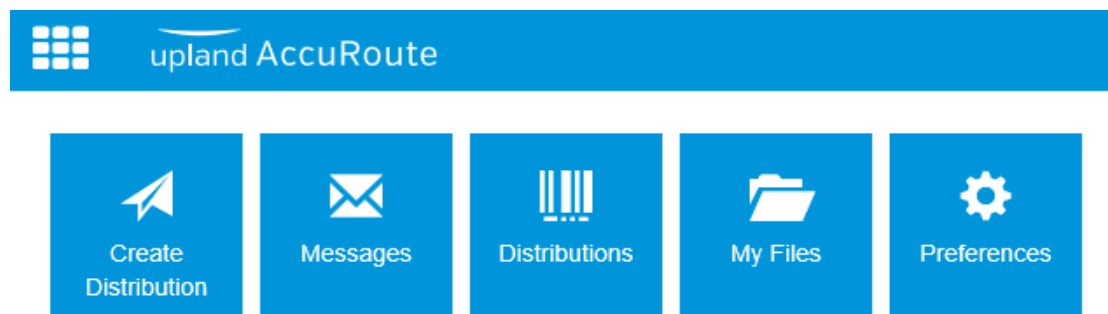 upland AccuRoute
Create
Distribution
Messages
Distributions
My Files
Preferences